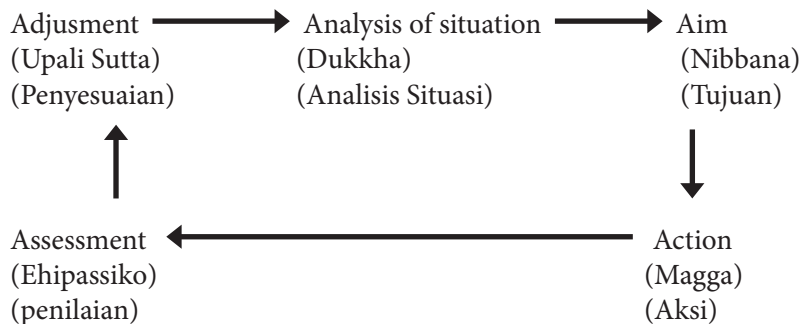 Adjusment
(Upali Sutta)
(Penyesuaian)
Analysis of situation
(Dukkha)
(Analisis Situasi)
Aim
(Nibbana)
(Tujuan)
Assessment
(Ehipassiko)
(penilaian)
Action
(Magga)
(Aksi)